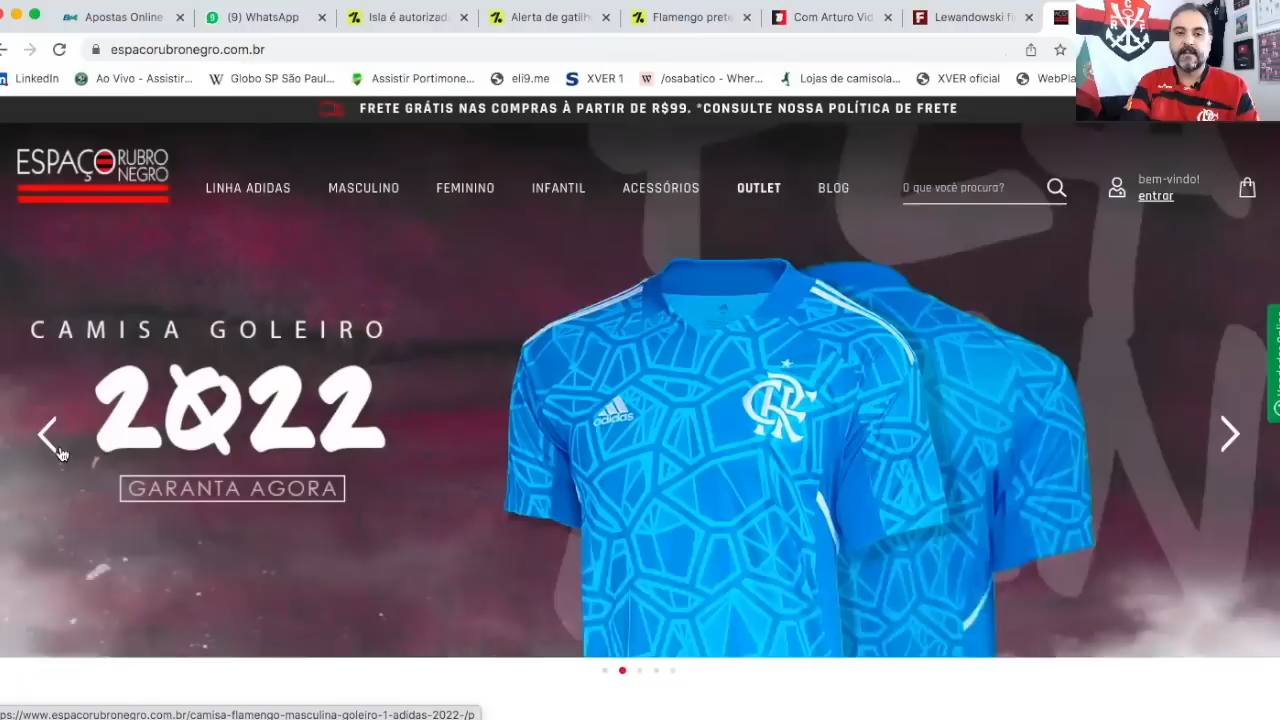 Apostas Online
(9) WhatsApp
Isla é autorizad
Alerta de gatilh
Flamengo prete
Com Arturo Vid
Lewandowski fi
espacorubronegro.com.br
LinkedIn
Ao Vivo - Assistir...
Globo SP São Paul...
Assistir Portimone...
eli9.me
XVER 1
/osabatico - Wher...
Lojas de camisola...
XVER oficial
WebPla
FRETE GRÁTIS NAS COMPRAS À PARTIR DE R$99. *CONSULTE NOSSA POLÍTICA DE FRETE
ESPAÇO RUBRO NEGRO
LINHA ADIDAS
MASCULINO
FEMININO
INFANTIL
ACESSÓRIOS
OUTLET
BLOG
O que você procura?
bem-vindo!
entrar
CAMISA GOLEIRO
2022
GARANTA AGORA
adidas
CRF
ps://www.espacorubronegro.com.br/camisa-flamengo-masculina-goleiro-1-adidas-2022-/p